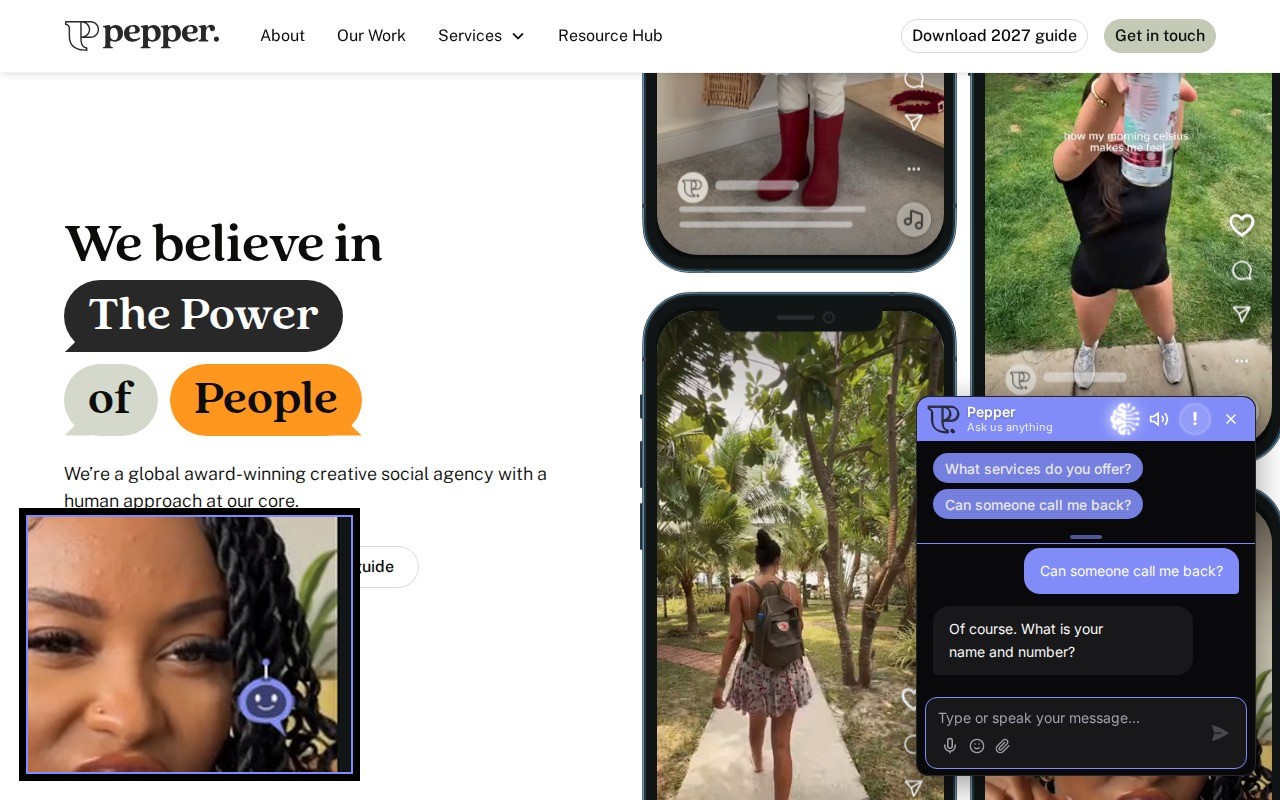 pepper.
About
Our Work
Services
Resource Hub
Download 2027 guide
Get in touch
how my morning celsius
makes me feel
We believe in
The Power
of
People
We’re a global award-winning creative social agency with a
human approach at our core.
guide
Pepper
Ask us anything
!
What services do you offer?
Can someone call me back?
Can someone call me back?
Of course. What is your
name and number?
Type or speak your message...